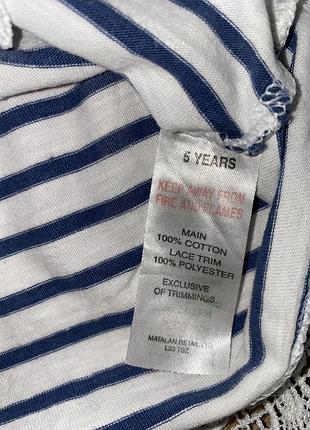 5 YEARS
KEEP AWAY FROM
FIRE AND FLAMES
MAIN
100% COTTON
LACE TRIM
100% POLYESTER
EXCLUSIVE
OF TRIMMINGS
MATALAN RETAIL LTD